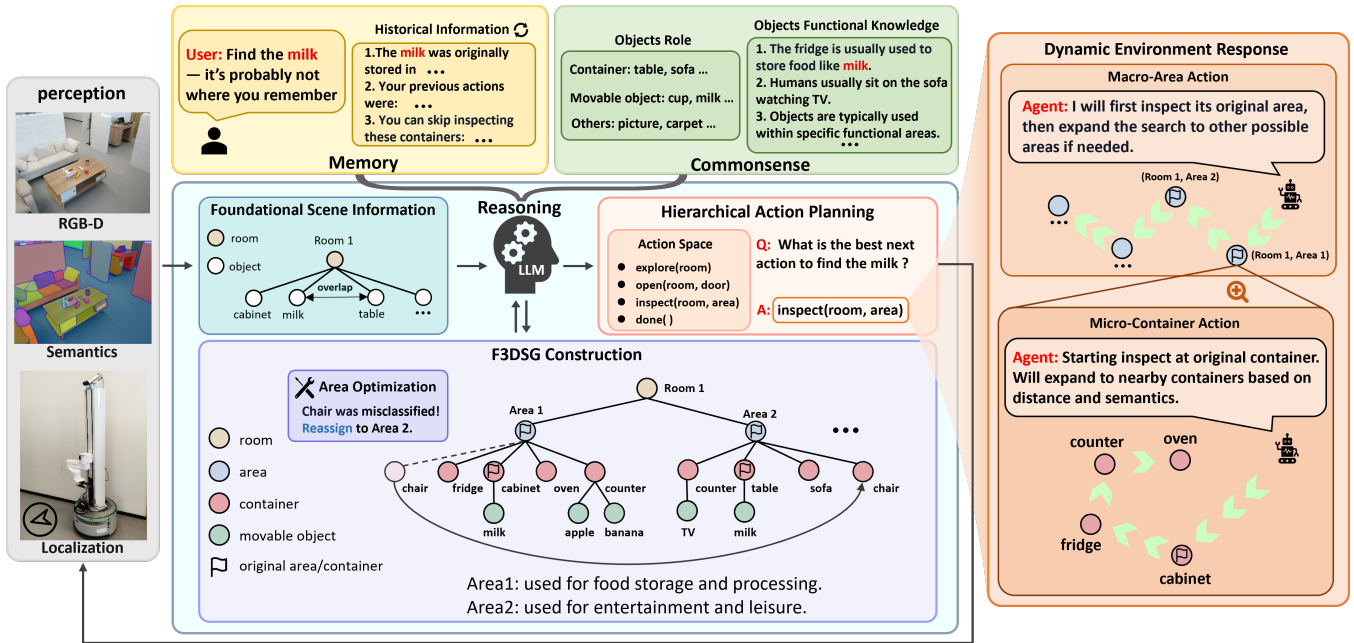 perception
RGB-D
Semantics
Localization
User: Find the milk
— it's probably not
where you remember
Historical Information
1.The milk was originally
stored in ...
2. Your previous actions
were: ...
3. You can skip inspecting
these containers: ...
Memory
Objects Role
Container: table, sofa ...
Movable object: cup, milk ...
Others: picture, carpet ...
Objects Functional Knowledge
1. The fridge is usually used to
store food like milk.
2. Humans usually sit on the sofa
watching TV.
3. Objects are typically used
within specific functional areas.
...
Commonsense
Foundational Scene Information
room
object
Room 1
overlap
cabinet
milk
table
...
Reasoning
LLM
Hierarchical Action Planning
Action Space
● explore(room)
● open(room, door)
● inspect(room, area)
● done( )
Q: What is the best next
action to find the milk ?
A: inspect(room, area)
F3DSG Construction
Area Optimization
Chair was misclassified!
Reassign to Area 2.
room
area
container
movable object
original area/container
Room 1
Area 1
Area 2
...
chair
fridge
cabinet
oven
counter
counter
table
sofa
chair
milk
apple
banana
TV
milk
Area1: used for food storage and processing.
Area2: used for entertainment and leisure.
Dynamic Environment Response
Macro-Area Action
Agent: I will first inspect its original area,
then expand the search to other possible
areas if needed.
(Room 1, Area 2)
...
...
(Room 1, Area 1)
Micro-Container Action
Agent: Starting inspect at original container.
Will expand to nearby containers based on
distance and semantics.
counter
oven
fridge
cabinet